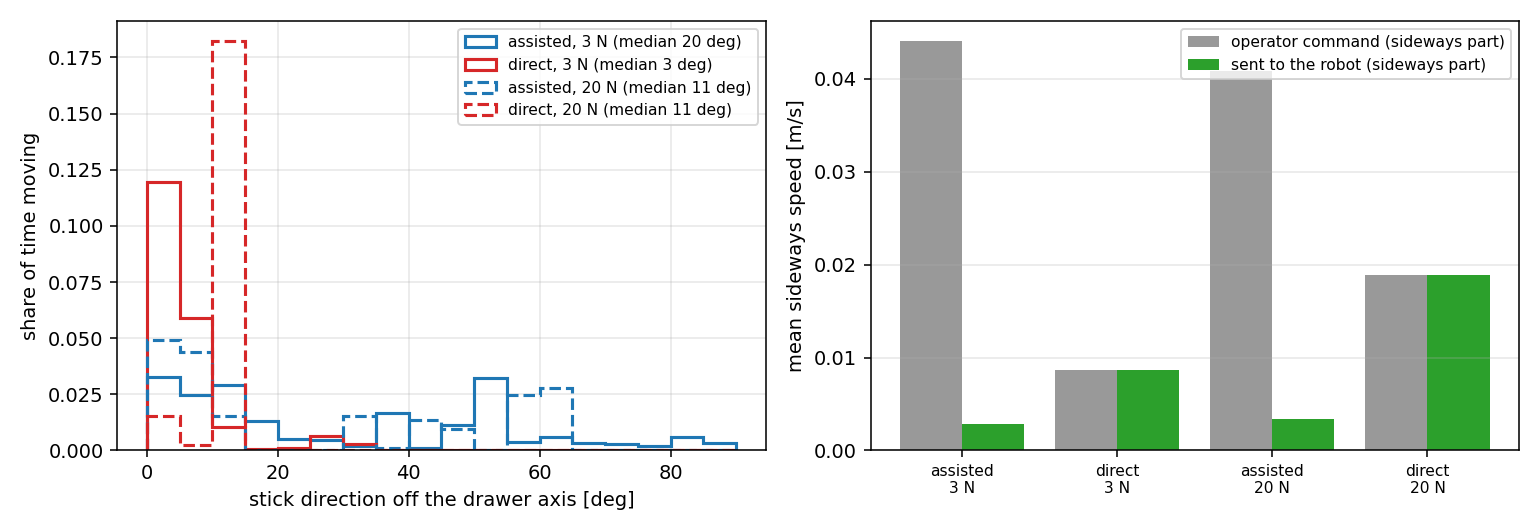 assisted, 3 N (median 20 deg)
direct, 3 N (median 3 deg)
assisted, 20 N (median 11 deg)
direct, 20 N (median 11 deg)
share of time moving
0.175
0.150
0.125
0.100
0.075
0.050
0.025
0.000
0
20
40
60
80
stick direction off the drawer axis [deg]
operator command (sideways part)
sent to the robot (sideways part)
mean sideways speed [m/s]
0.04
0.03
0.02
0.01
0.00
assisted
3 N
direct
3 N
assisted
20 N
direct
20 N